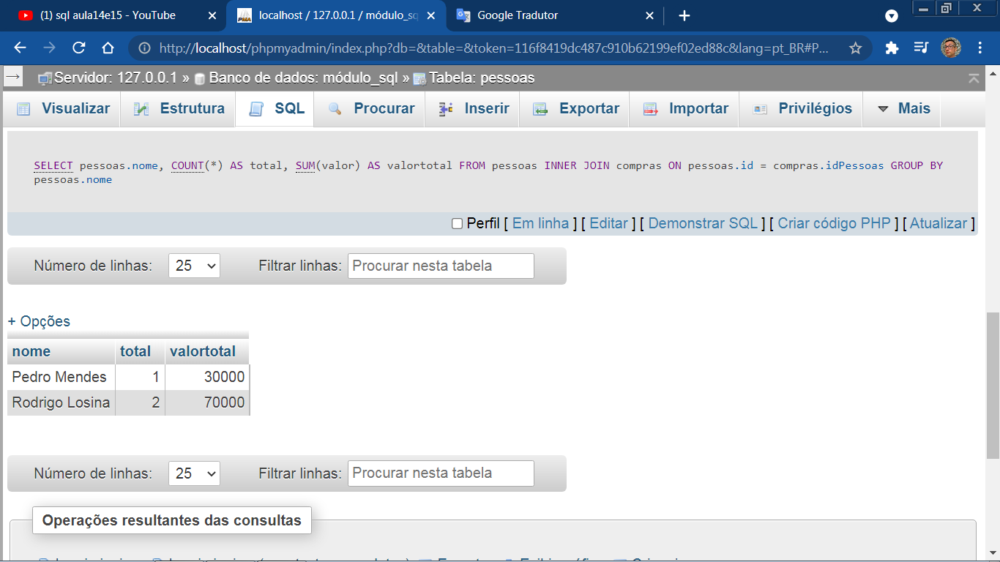 (1) sql aula14e15 - YouTube
localhost / 127.0.0.1 / módulo_sq
Google Tradutor
http://localhost/phpmyadmin/index.php?db=&table=&token=116f8419dc487c910b62199ef02ed88c&lang=pt_BR#P...
Servidor: 127.0.0.1 » Banco de dados: módulo_sql » Tabela: pessoas
Visualizar Estrutura SQL Procurar Inserir Exportar Importar Privilégios Mais
SELECT pessoas.nome, COUNT(*) AS total, SUM(valor) AS valortotal FROM pessoas INNER JOIN compras ON pessoas.id = compras.idPessoas GROUP BY
pessoas.nome
Perfil [ Em linha ] [ Editar ] [ Demonstrar SQL ] [ Criar código PHP ] [ Atualizar ]
Número de linhas: 25 Filtrar linhas: Procurar nesta tabela
+ Opções
nome total valortotal
Pedro Mendes 1 30000
Rodrigo Losina 2 70000
Número de linhas: 25 Filtrar linhas: Procurar nesta tabela
Operações resultantes das consultas